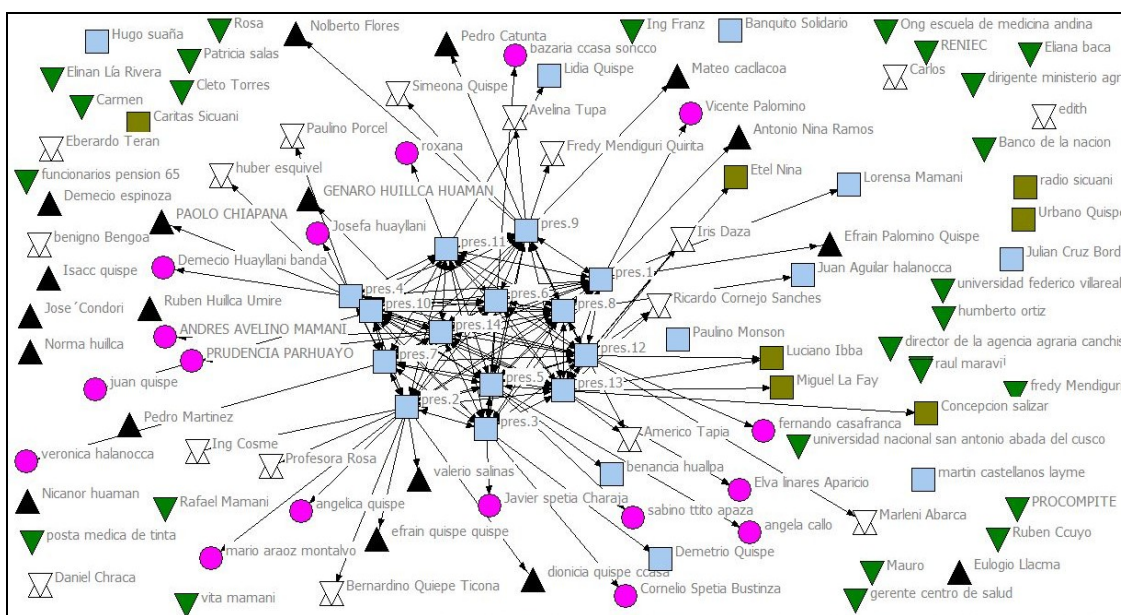 Rosa
Nolberto Flores
Hugo suaña
Pedro Catunta
Ing Franz
Banquito Solidario
Ong escuela de medicina andina
Patricia salas
bazaria ccasa soncco
RENIEC
Eliana baca
Elinan Lía Rivera
Cleto Torres
Simeona Quispe
Lidia Quispe
Mateo cacllacoa
Carlos
dirigente ministerio agr
Carmen
Avelina Tupa
Vicente Palomino
edith
Caritas Sicuani
Paulino Porcel
Antonio Nina Ramos
Eberardo Teran
roxana
Fredy Mendiguri Quirita
Banco de la nacion
huber esquivel
funcionarios pension 65
Etel Nina
Lorensa Mamani
radio sicuani
Demecio espinoza
GENARO HUILLCA HUAMAN
PAOLO CHIAPANA
Urbano Quispe
Josefa huayllani
pres.9
Iris Daza
Efrain Palomino Quispe
benigno Bengoa
pres.11
Julian Cruz Bord
Demecio Huayllani banda
pres.1
Juan Aguilar halanocca
Isacc quispe
pres.4
pres.6
universidad federico villareal
Jose´Condori
Ruben Huillca Umire
pres.10
pres.8
Ricardo Cornejo Sanches
humberto ortiz
ANDRES AVELINO MAMANI
pres.14
Paulino Monson
Norma huillca
director de la agencia agraria canchis
PRUDENCIA PARHUAYO
pres.7
pres.12
Luciano Ibba
raul maravi
juan quispe
pres.5
pres.13
Miguel La Fay
fredy Mendiguri
pres.2
Concepcion salizar
Pedro Martinez
pres.3
fernando casafranca
Americo Tapia
universidad nacional san antonio abada del cusco
veronica halanocca
Ing Cosme
Profesora Rosa
valerio salinas
benancia huallpa
martin castellanos layme
Nicanor huaman
Elva linares Aparicio
Rafael Mamani
angelica quispe
Javier spetia Charaja
sabino ttito apaza
PROCOMPITE
Marleni Abarca
posta medica de tinta
efrain quispe quispe
angela callo
Ruben Ccuyo
mario araoz montalvo
Demetrio Quispe
Mauro
Eulogio Llacma
Daniel Chraca
Bernardino Quiepe Ticona
dionicia quispe ccasa
Cornelio Spetia Bustinza
gerente centro de salud
vita mamani